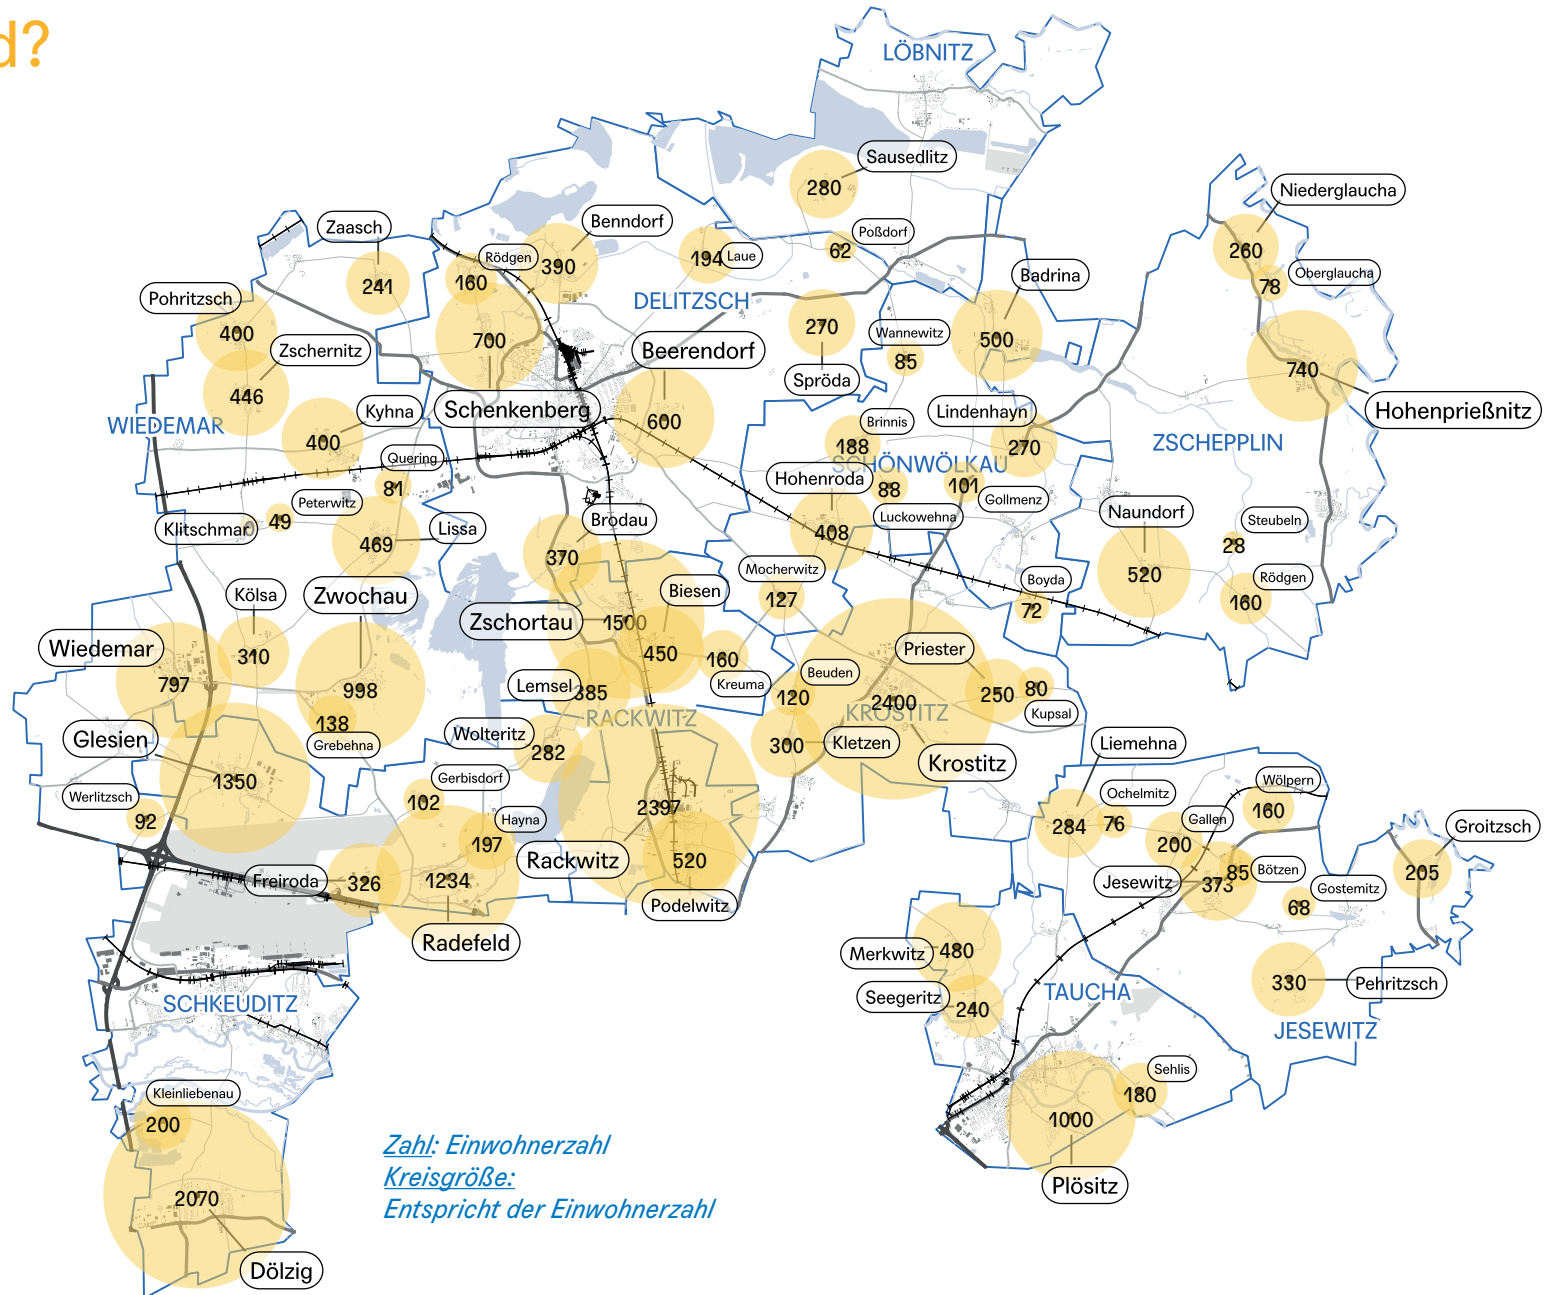 d?
LÖBNITZ
Sausedlitz
280
Niederglaucha
260
Oberglaucha
78
Zaasch
241
Benndorf
390
Rödgen
160
Laue
194
Poßdorf
62
Badrina
500
Pohritzsch
400
DELITZSCH
700
270
Spröda
Wannewitz
85
Zschernitz
446
Beerendorf
600
740
Hohenprießnitz
WIEDEMAR
Kyhna
400
Schenkenberg
Brinnis
188
Lindenhayn
270
ZSCHEPPLIN
Quering
81
SCHÖNWÖLKAU
Hohenroda
408
88
Luckowehna
101
Gollmenz
Peterwitz
49
Klitschmar
Lissa
469
Brodau
370
Naundorf
520
Steubeln
28
Rödgen
160
Mocherwitz
127
Boyda
72
Kölsa
310
Zwochau
998
Zschortau
1500
Biesen
450
160
Kreuma
Wiedemar
797
Priester
250
80
Kupsal
Beuden
120
2400
KROSTITZ
Krostitz
Lemsel
385
RACKWITZ
138
Grebehna
Glesien
1350
Wolteritz
282
300
Kletzen
Liemehna
284
Werlitzsch
92
Gerbisdorf
102
Hayna
197
2397
Rackwitz
520
Podelwitz
Ochelmitz
76
Wölpern
160
Gallen
200
Groitzsch
205
Freiroda
326
1234
Radefeld
Jesewitz
373
85
Bötzen
Gostemitz
68
Merkwitz
480
Seegeritz
240
330
Pehritzsch
SCHKEUDITZ
TAUCHA
JESEWITZ
Sehlis
180
1000
Plösitz
Kleinliebenau
200
2070
Dölzig
Zahl: Einwohnerzahl
Kreisgröße:
Entspricht der Einwohnerzahl